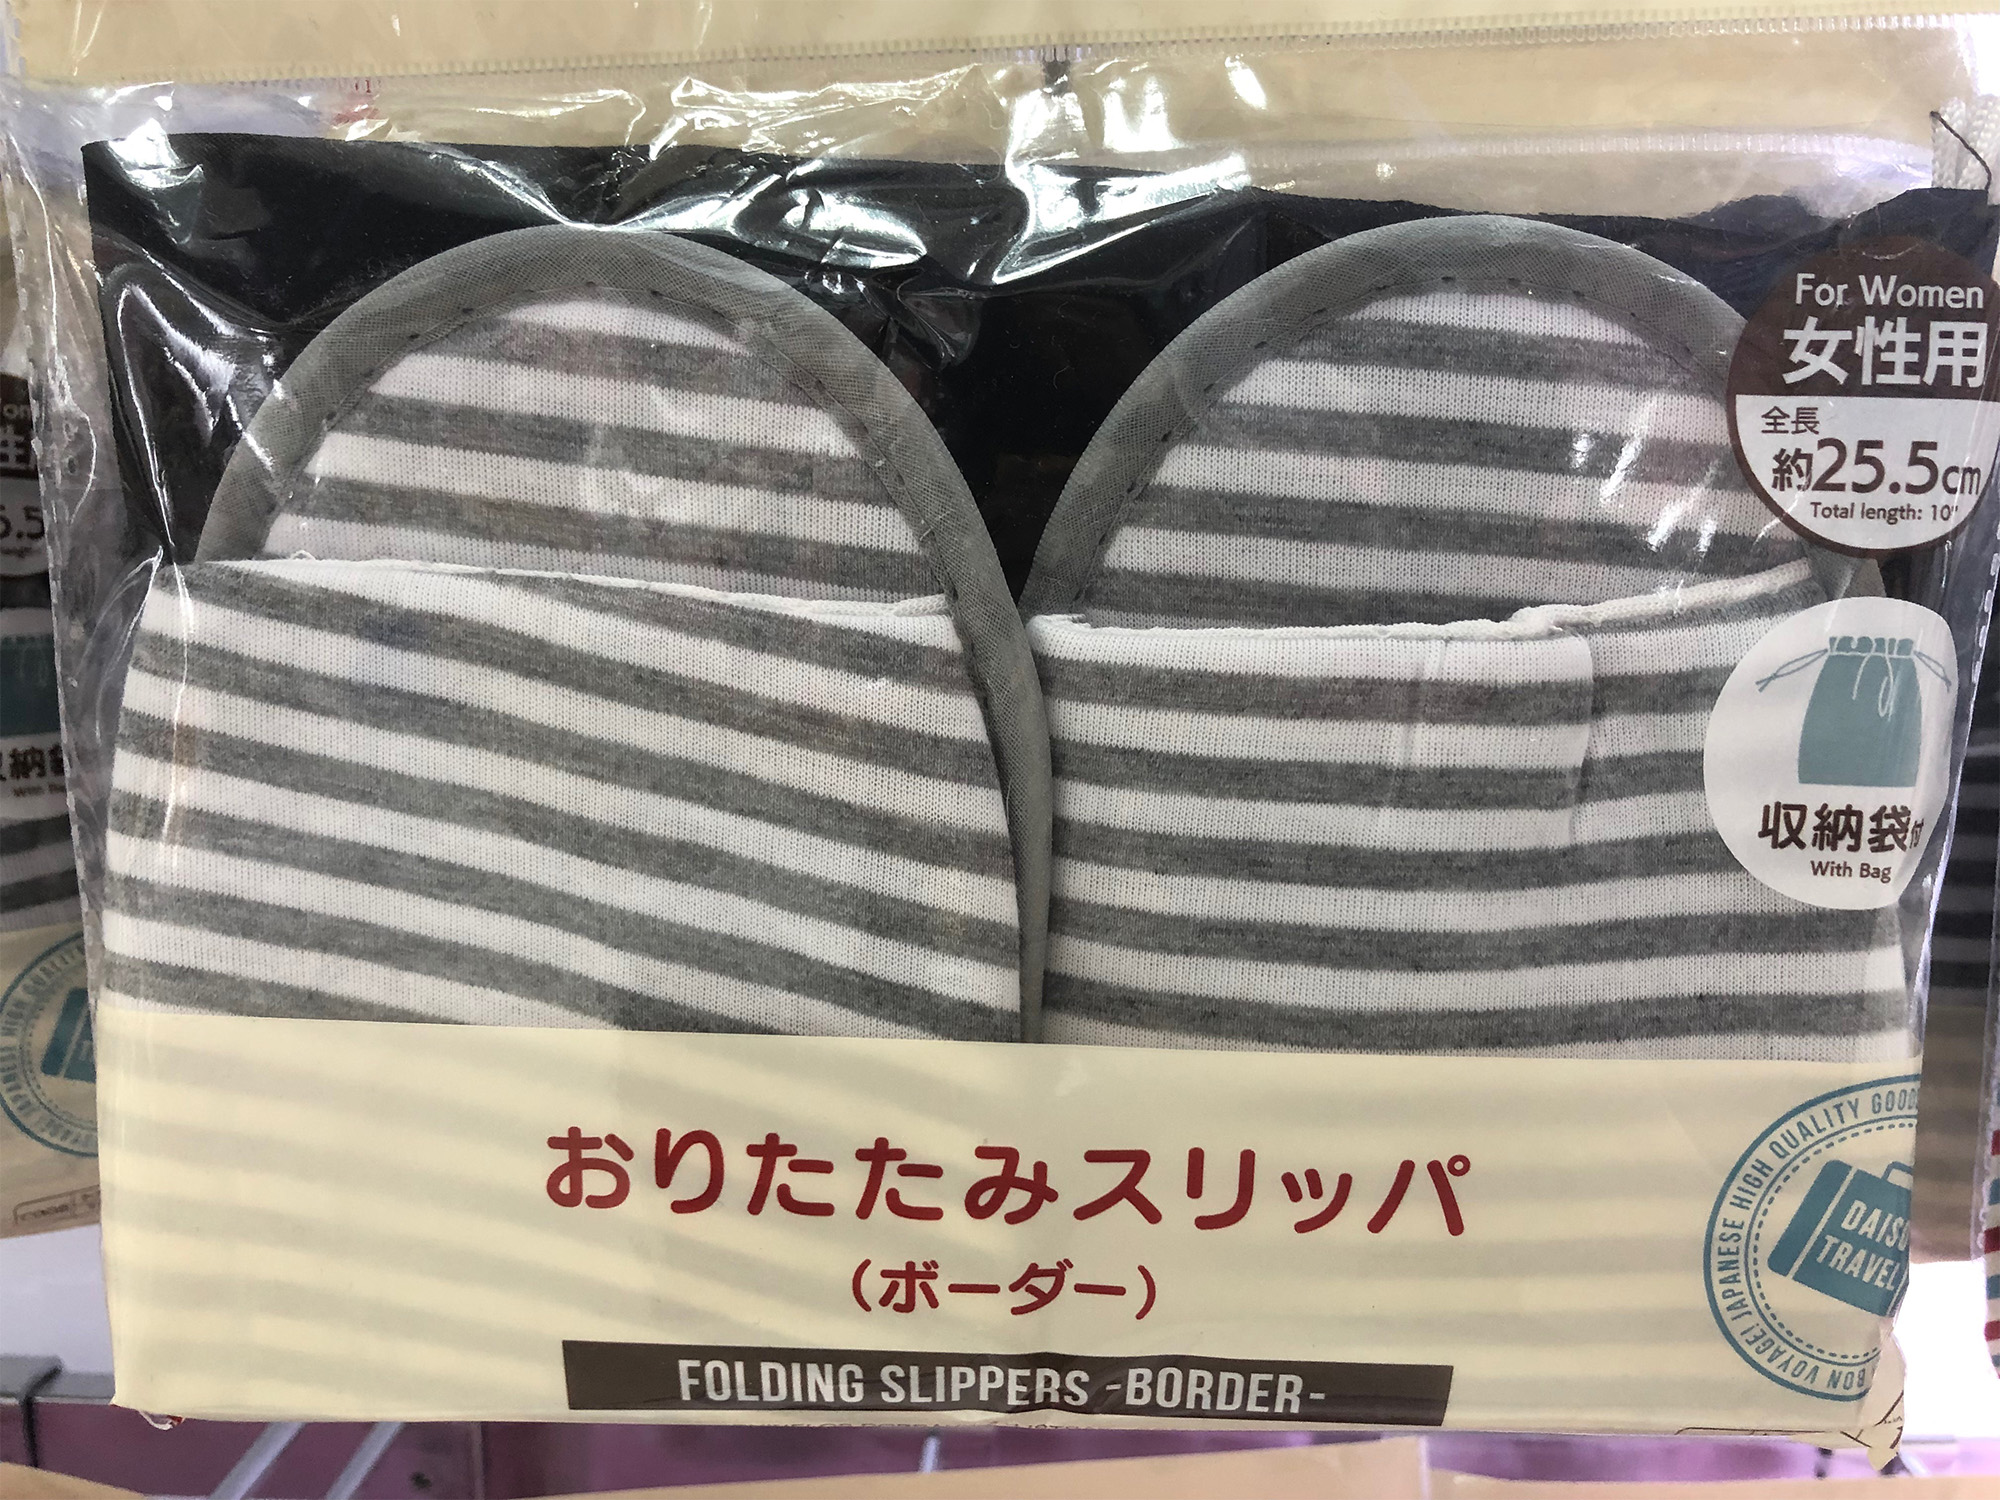 For Women
女性用
全長
約25.5cm
Total length: 10"
収納袋付
With Bag
おりたたみスリッパ
（ボーダー）
FOLDING SLIPPERS -BORDER-
JAPANESE HIGH QUALITY GOODS
DAISO
TRAVEL
BON VOYAGE!